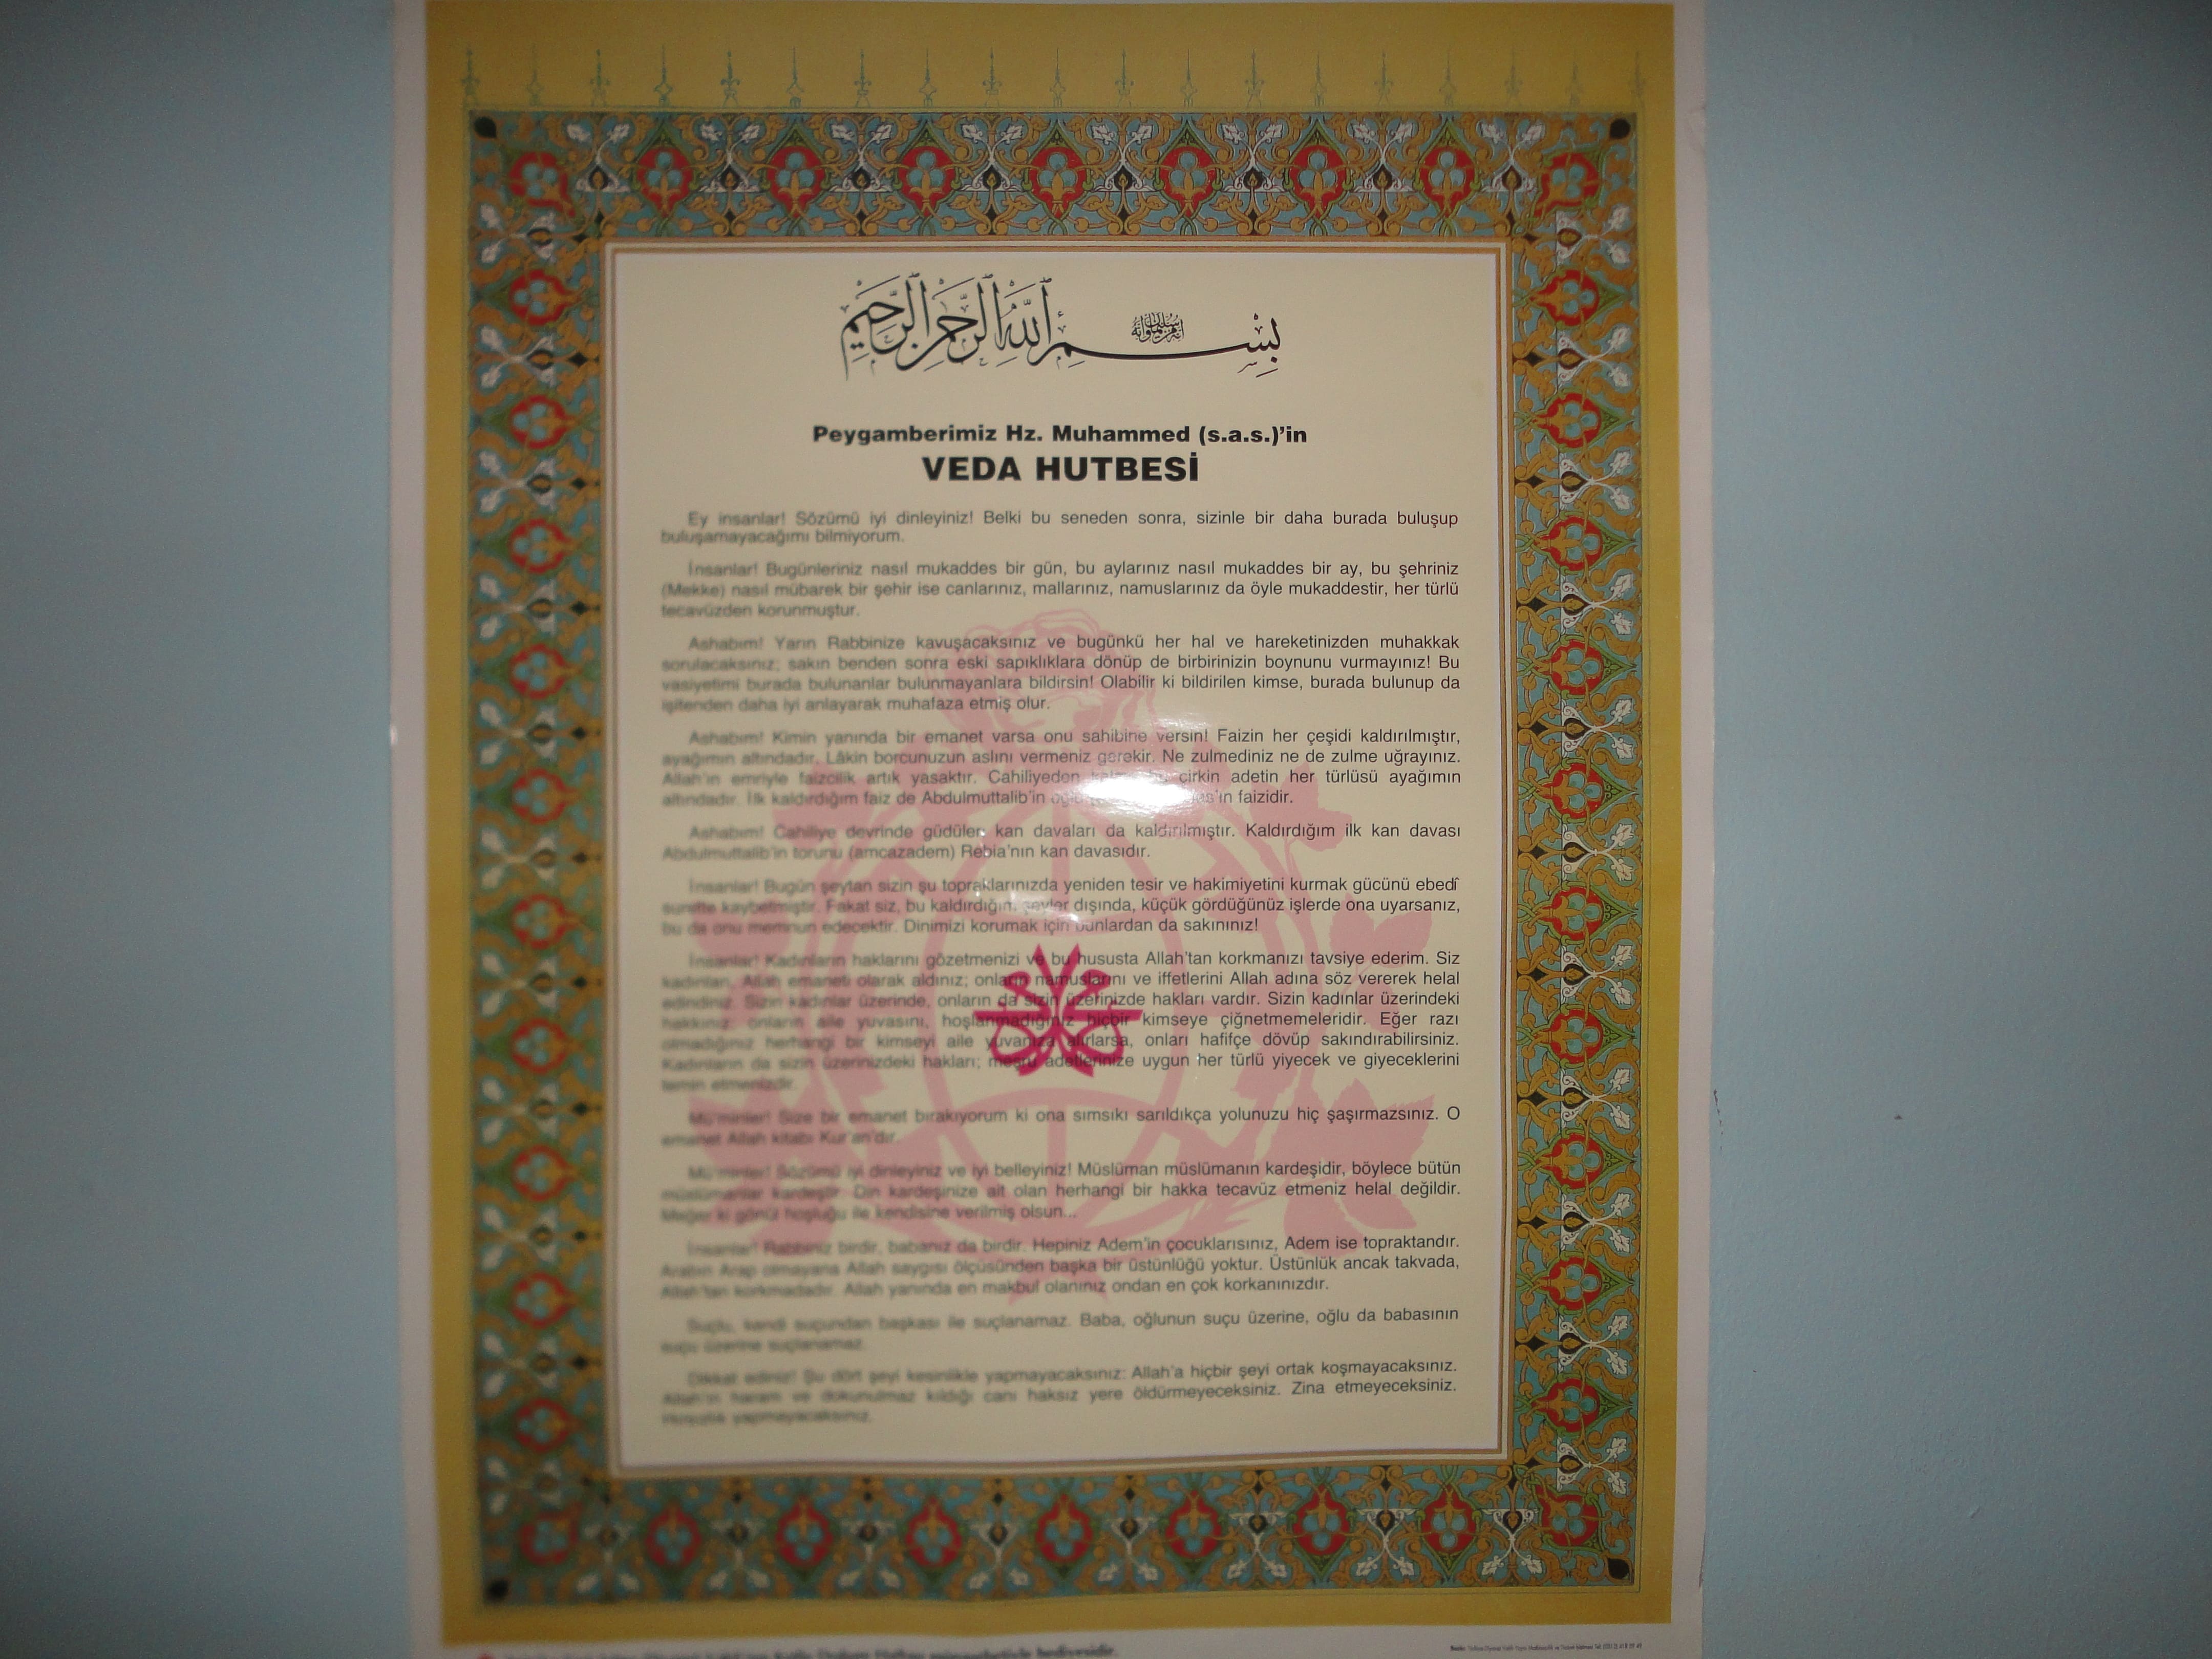 بِسْمِ اللهِ الرَّحْمٰنِ الرَّحِيمِ
Peygamberimiz Hz. Muhammed (s.a.s.)'in
VEDA HUTBESİ
Ey insanlar! Sözümü iyi dinleyiniz! Belki bu seneden sonra, sizinle bir daha burada buluşup
buluşamayacağımı bilmiyorum.
İnsanlar! Bugünleriniz nasıl mukaddes bir gün, bu aylarınız nasıl mukaddes bir ay, bu şehriniz
(Mekke) nasıl mübarek bir şehir ise canlarınız, mallarınız, namuslarınız da öyle mukaddestir, her türlü
tecavüzden korunmuştur.
Ashabım! Yarın Rabbinize kavuşacaksınız ve bugünkü her hal ve hareketinizden muhakkak
sorulacaksınız; sakın benden sonra eski sapıklıklara dönüp de birbirinizin boynunu vurmayınız! Bu
vasiyetimi burada bulunanlar bulunmayanlara bildirsin! Olabilir ki bildirilen kimse, burada bulunup da
işitenden daha iyi anlayarak muhafaza etmiş olur.
Ashabım! Kimin yanında bir emanet varsa onu sahibine versin! Faizin her çeşidi kaldırılmıştır,
ayağımın altındadır. Lâkin borcunuzun aslını vermeniz gerekir. Ne zulmediniz ne de zulme uğrayınız.
Allah'ın emriyle faizcilik artık yasaktır. Cahiliyeden çirkin adetin her türlüsü ayağımın
altındadır. İlk kaldırdığım faiz de Abdulmuttalib'in faizidir.
Ashabım! Cahiliye devrinde güdülen kan davaları da kaldırılmıştır. Kaldırdığım ilk kan davası
Abdulmuttalib'in torunu (amcazadem) Rebia'nın kan davasıdır.
İnsanlar! Bugün şeytan sizin şu topraklarınızda yeniden tesir ve hakimiyetini kurmak gücünü ebedî
surette kaybetmiştir. Fakat siz, bu kaldırdığım şeyler dışında, küçük gördüğünüz işlerde ona uyarsanız,
bu da onu memnun edecektir. Dinimizi korumak için bunlardan da sakınınız!
İnsanlar! Kadınların haklarını gözetmenizi ve bu hususta Allah'tan korkmanızı tavsiye ederim. Siz
kadınları, Allah emaneti olarak aldınız; onların namuslarını ve iffetlerini Allah adına söz vererek helal
edindiniz. Sizin kadınlar üzerinde, onların da sizin üzerinizde hakları vardır. Sizin kadınlar üzerindeki
hakkınız: onların aile yuvasını, hoşlanmadığınız hiçbir kimseye çiğnetmemeleridir. Eğer razı
olmadığınız herhangi bir kimseyi aile yuvanıza alırlarsa, onları hafifçe dövüp sakındırabilirsiniz.
Kadınların da sizin üzerinizdeki hakları; meşru adetlerinize uygun her türlü yiyecek ve giyeceklerini
temin etmenizdir.
Mü'minler! Size bir emanet bırakıyorum ki ona sımsıkı sarıldıkça yolunuzu hiç şaşırmazsınız. O
emanet Allah kitabı Kur'an'dır.
Mü'minler! Sözümü iyi dinleyiniz ve iyi belleyiniz! Müslüman müslümanın kardeşidir, böylece bütün
müslümanlar kardeştir. Din kardeşinize ait olan herhangi bir hakka tecavüz etmeniz helal değildir.
Meğer ki gönül hoşluğu ile kendisine verilmiş olsun...
İnsanlar! Rabbiniz birdir, babanız da birdir. Hepiniz Adem'in çocuklarısınız, Adem ise topraktandır.
Arabın Arap olmayana Allah saygısı ölçüsünden başka bir üstünlüğü yoktur. Üstünlük ancak takvada,
Allah'tan korkmadadır. Allah yanında en makbul olanınız ondan en çok korkanınızdır.
Suçlu, kendi suçundan başkası ile suçlanamaz. Baba, oğlunun suçu üzerine, oğlu da babasının
suçu üzerine suçlanamaz.
Dikkat ediniz! Şu dört şeyi kesinlikle yapmayacaksınız: Allah'a hiçbir şeyi ortak koşmayacaksınız.
Allah'ın haram ve dokunulmaz kıldığı canı haksız yere öldürmeyeceksiniz. Zina etmeyeceksiniz.
Hırsızlık yapmayacaksınız.